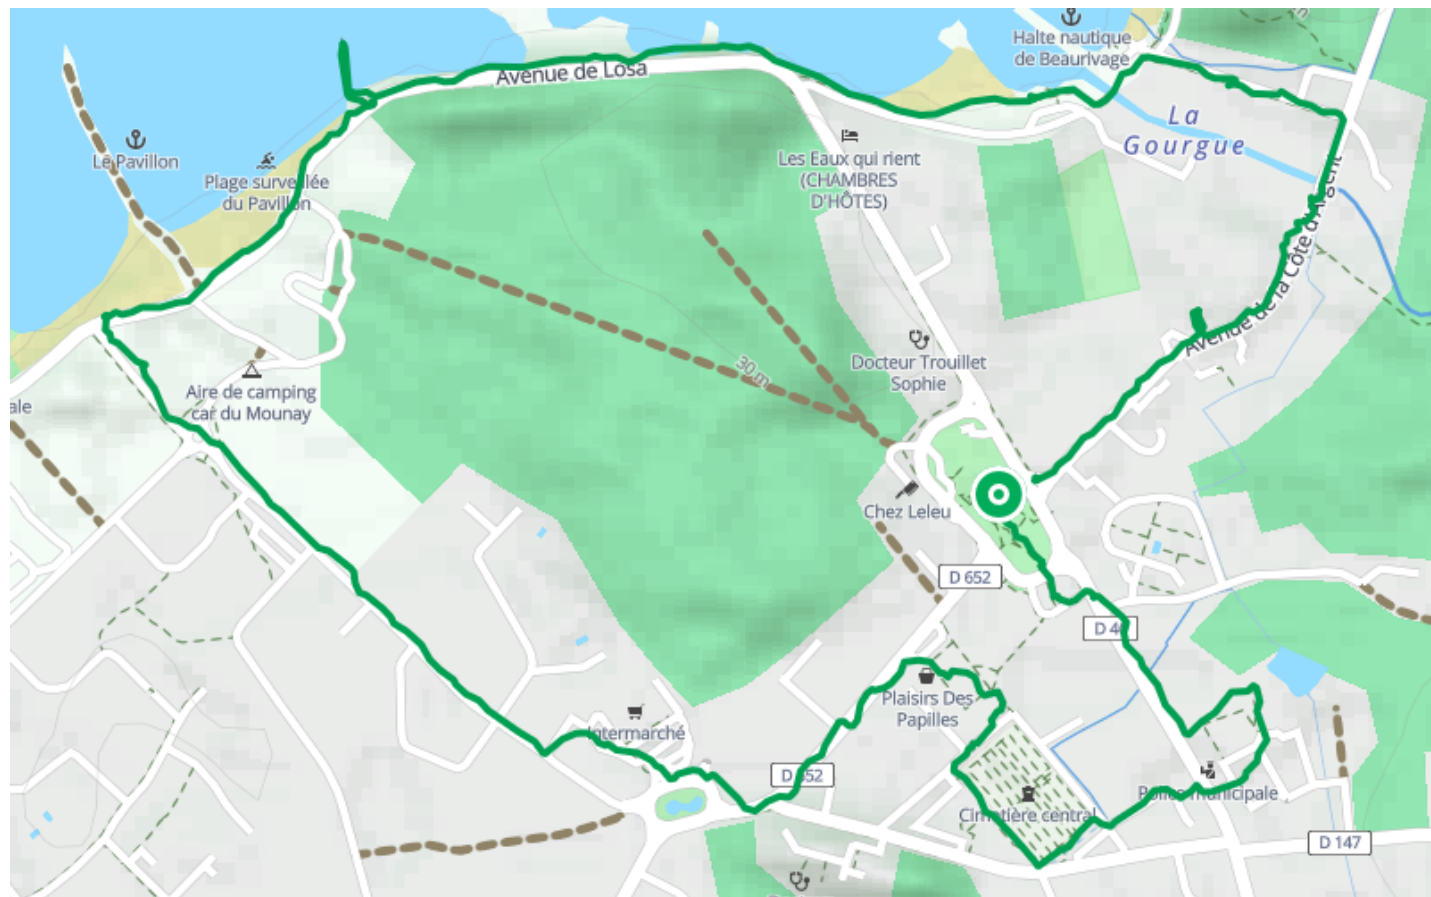 Halte nautique
de Beaurivage
Avenue de Losa
La
Gourgue
Le Pavillon
Les Eaux qui rient
(CHAMBRES
D'HÔTES)
Plage surveillée
du Pavillon
Avenue de la Côte d'Argent
Docteur Trouillet
Sophie
30 m
Aire de camping
car du Mounay
ale
Chez Leleu
D 652
D 4
Plaisirs Des
Papilles
Intermarché
D 652
Police municipale
Cimetière central
D 147